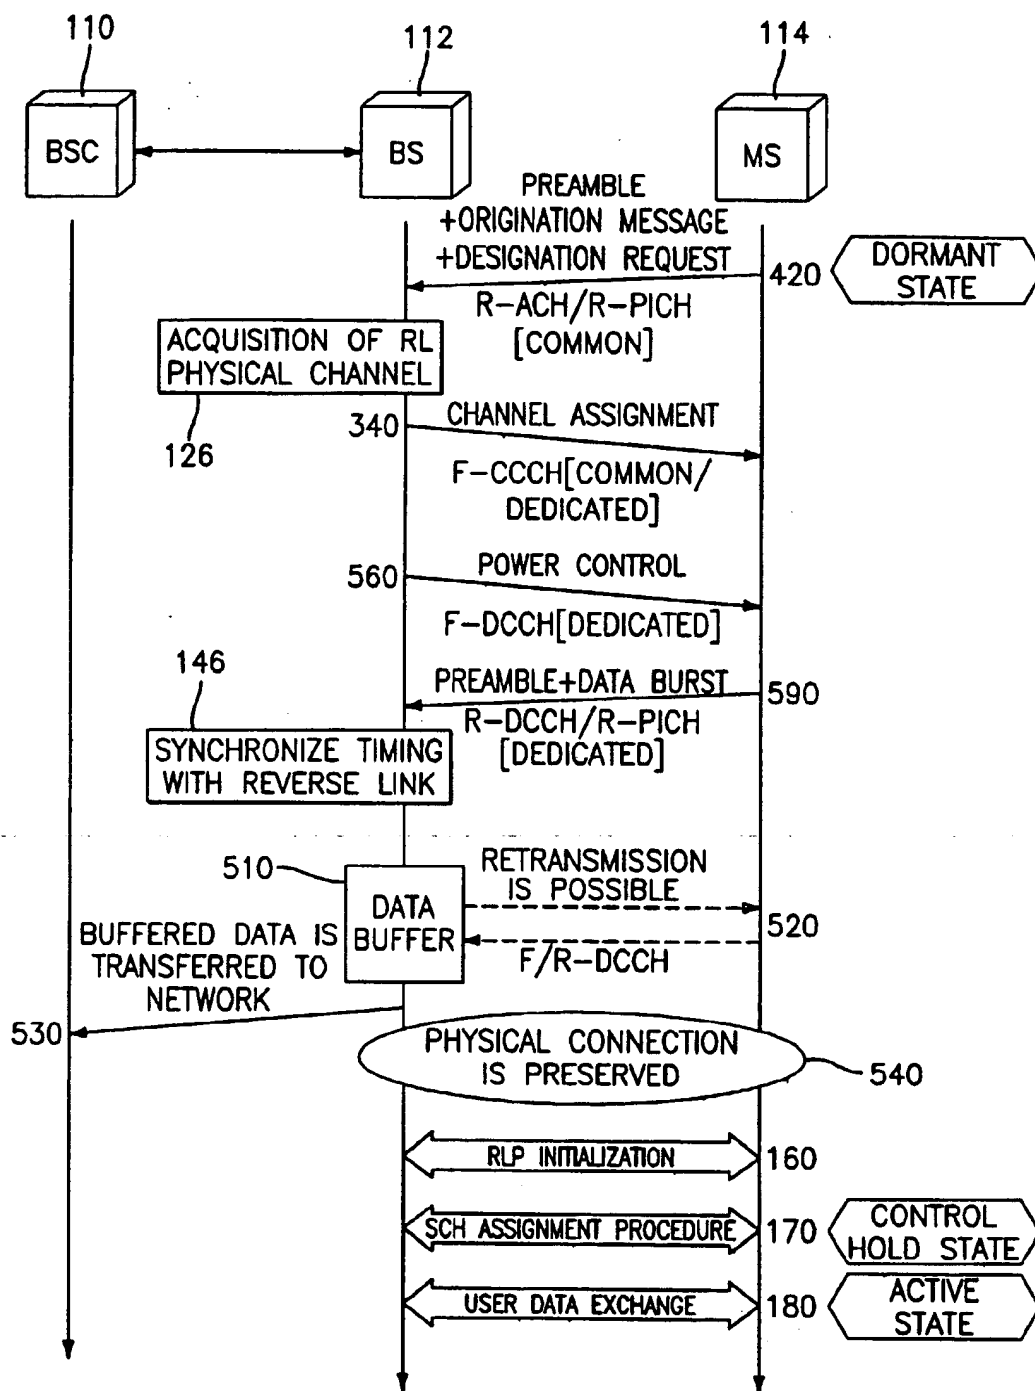 110
112
114
BSC
BS
MS
PREAMBLE
+ORIGINATION MESSAGE
+DESIGNATION REQUEST
420
DORMANT
STATE
R-ACH/R-PICH
[COMMON]
ACQUISITION OF RL
PHYSICAL CHANNEL
126
340
CHANNEL ASSIGNMENT
F-CCCH[COMMON/
DEDICATED]
560
POWER CONTROL
F-DCCH[DEDICATED]
146
PREAMBLE+DATA BURST
590
R-DCCH/R-PICH
[DEDICATED]
SYNCHRONIZE TIMING
WITH REVERSE LINK
510
DATA
BUFFER
RETRANSMISSION
IS POSSIBLE
520
F/R-DCCH
BUFFERED DATA IS
TRANSFERRED TO
NETWORK
530
PHYSICAL CONNECTION
IS PRESERVED
540
RLP INITIALIZATION
160
SCH ASSIGNMENT PROCEDURE
170
CONTROL
HOLD STATE
USER DATA EXCHANGE
180
ACTIVE
STATE